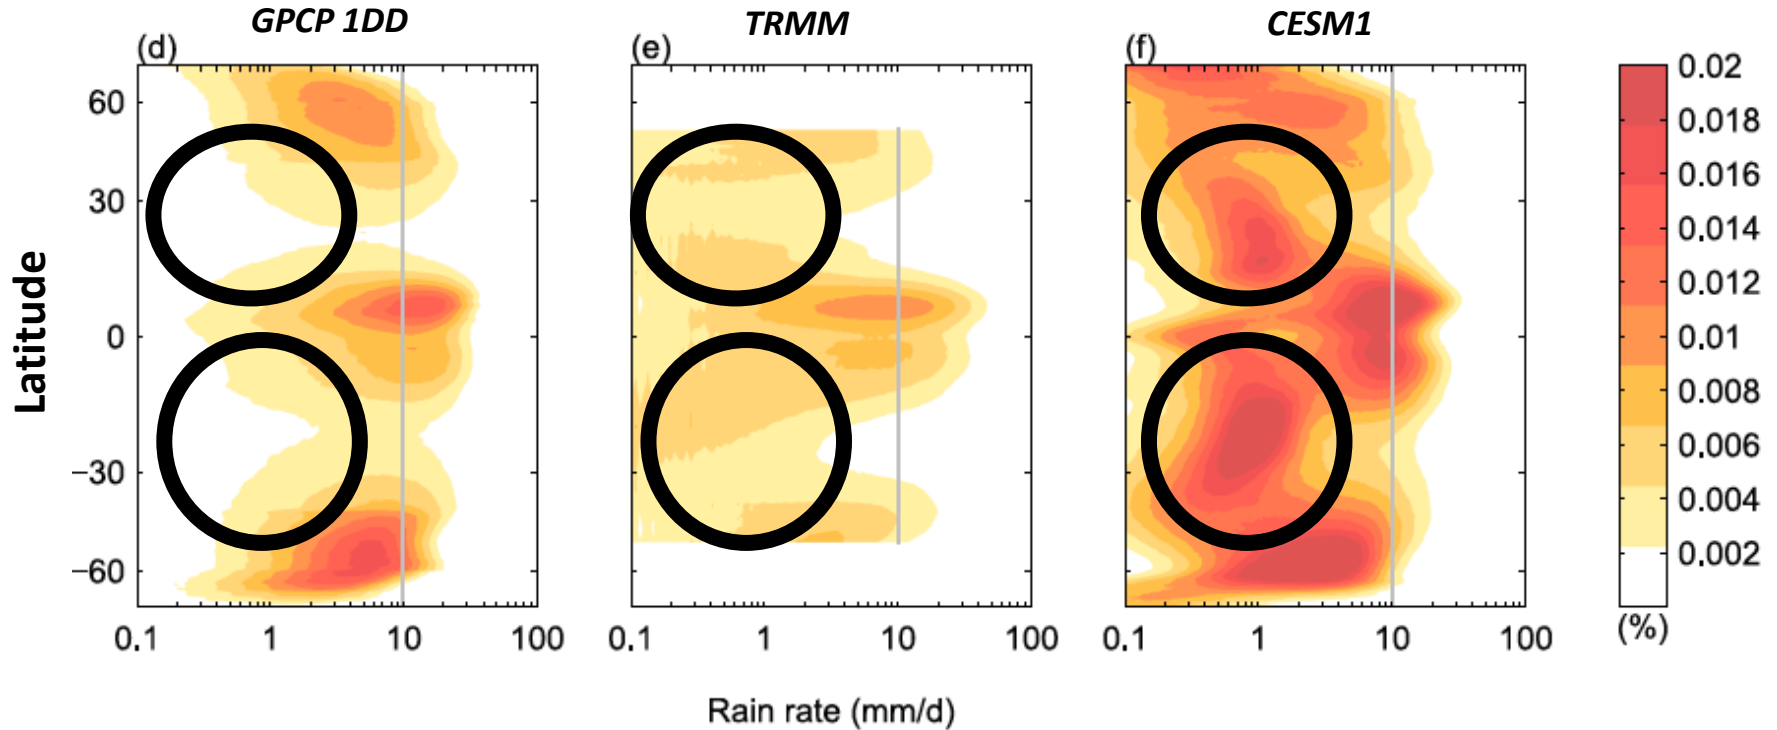 GPCP 1DD
TRMM
CESM1
(d)
(e)
(f)
Latitude
60
30
0
−30
−60
0.1 1 10 100
0.1 1 10 100
0.1 1 10 100
Rain rate (mm/d)
0.02
0.018
0.016
0.014
0.012
0.01
0.008
0.006
0.004
0.002
(%)